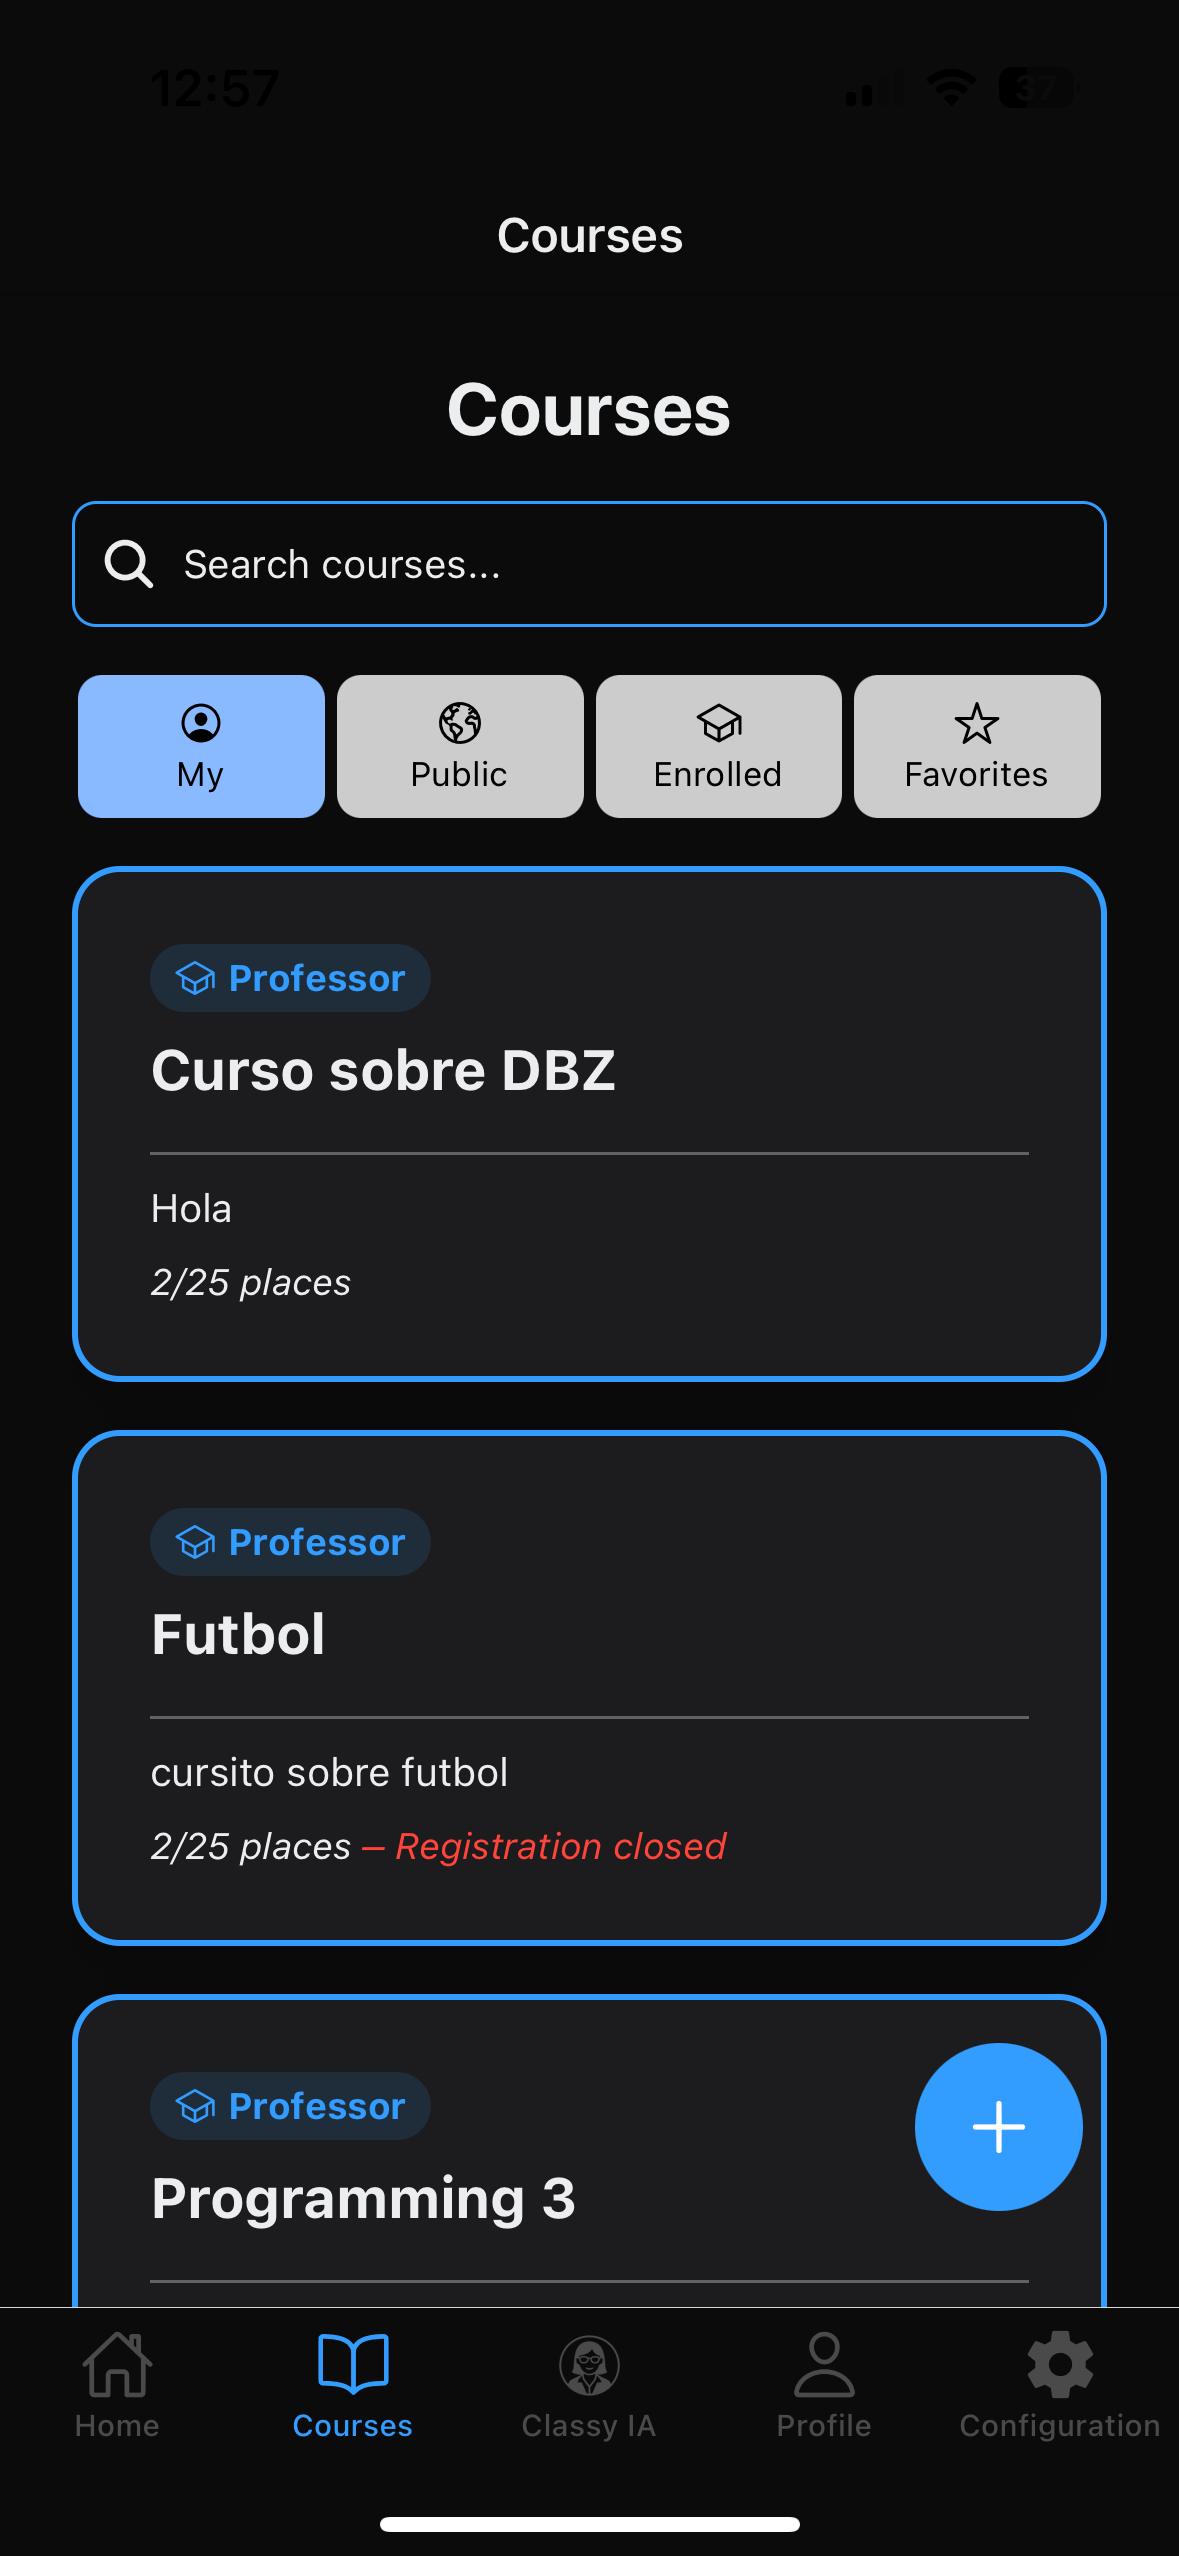 12:57
37
Courses
Courses
Search courses...
My
Public
Enrolled
Favorites
Professor
Curso sobre DBZ
Hola
2/25 places
Professor
Futbol
cursito sobre futbol
2/25 places – Registration closed
Professor
Programming 3
Home
Courses
Classy IA
Profile
Configuration